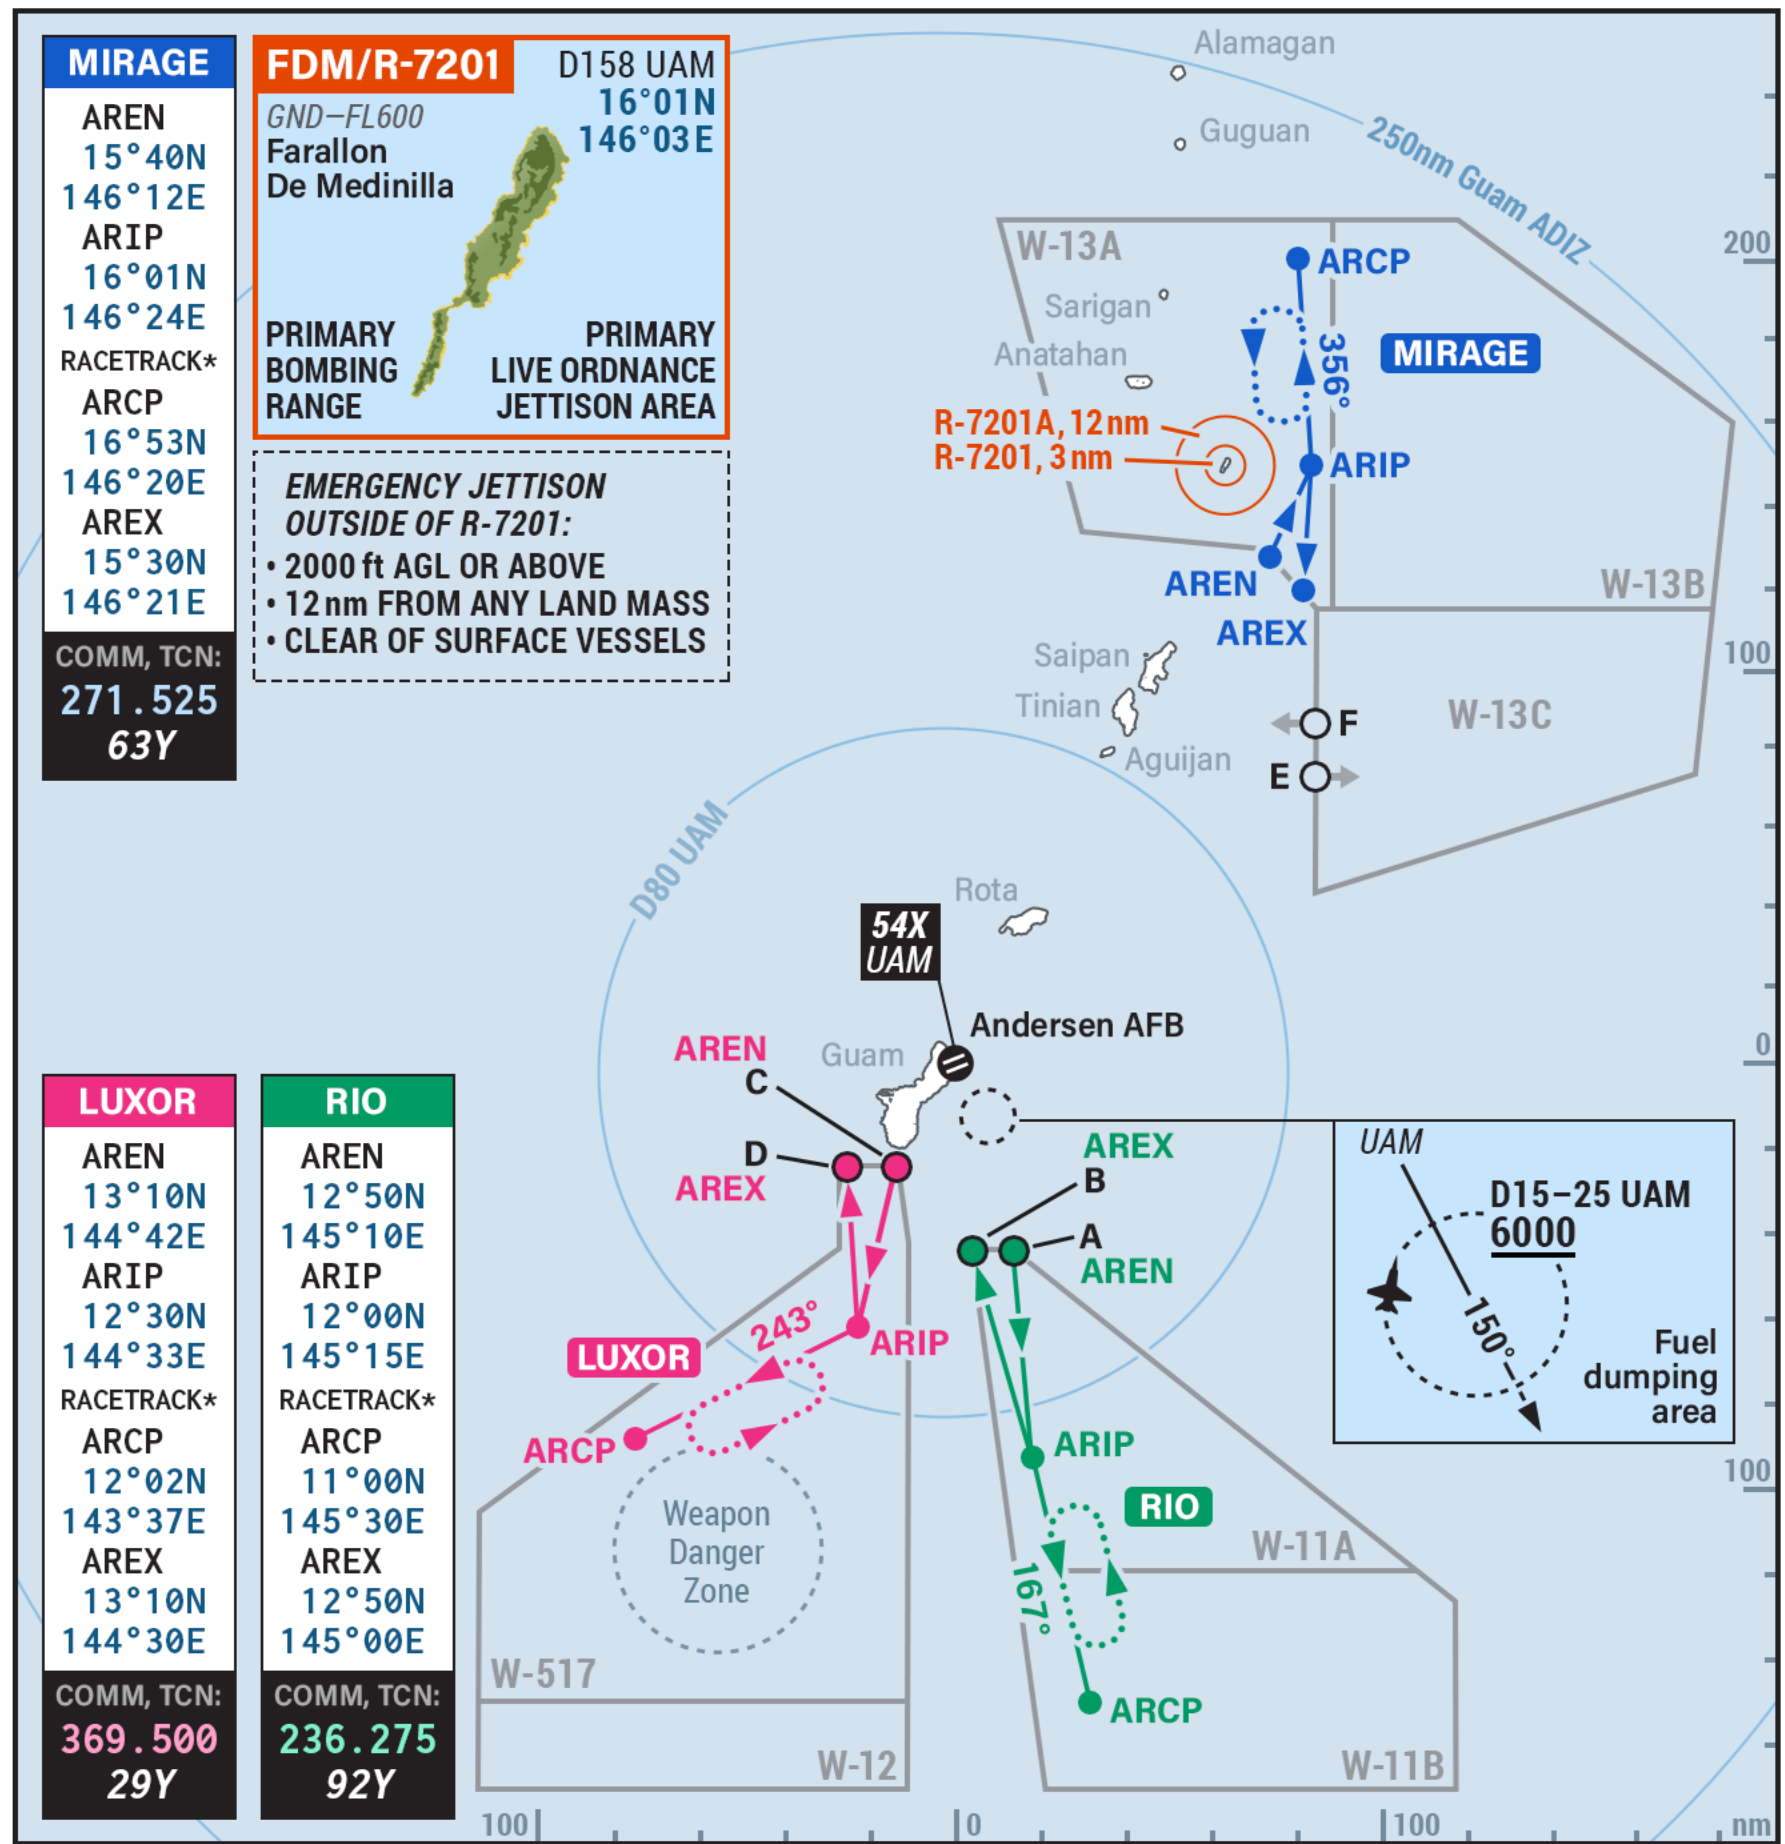 MIRAGE
AREN
15°40N
146°12E
ARIP
16°01N
146°24E
RACETRACK*
ARCP
16°53N
146°20E
AREX
15°30N
146°21E
COMM, TCN:
271.525
63Y
FDM/R-7201
D158 UAM
16°01N
146°03E
GND–FL600
Farallon
De Medinilla
PRIMARY
BOMBING
RANGE
PRIMARY
LIVE ORDNANCE
JETTISON AREA
EMERGENCY JETTISON
OUTSIDE OF R-7201:
• 2000 ft AGL OR ABOVE
• 12 nm FROM ANY LAND MASS
• CLEAR OF SURFACE VESSELS
Alamagan
Guguan
250nm Guam ADIZ
W-13A
ARCP
Sarigan
Anatahan
356°
MIRAGE
R-7201A, 12 nm
R-7201, 3 nm
ARIP
AREN
AREX
W-13B
Saipan
Tinian
Aguijan
W-13C
F
E
200
100
0
100
D80 UAM
Rota
54X
UAM
Andersen AFB
Guam
AREN
C
D
AREX
AREX
B
A
AREN
UAM
D15–25 UAM
6000
150°
Fuel
dumping
area
243°
LUXOR
ARIP
ARCP
Weapon
Danger
Zone
W-517
W-12
ARIP
RIO
167°
W-11A
ARCP
W-11B
LUXOR
AREN
13°10N
144°42E
ARIP
12°30N
144°33E
RACETRACK*
ARCP
12°02N
143°37E
AREX
13°10N
144°30E
COMM, TCN:
369.500
29Y
RIO
AREN
12°50N
145°10E
ARIP
12°00N
145°15E
RACETRACK*
ARCP
11°00N
145°30E
AREX
12°50N
145°00E
COMM, TCN:
236.275
92Y
100
0
100
nm